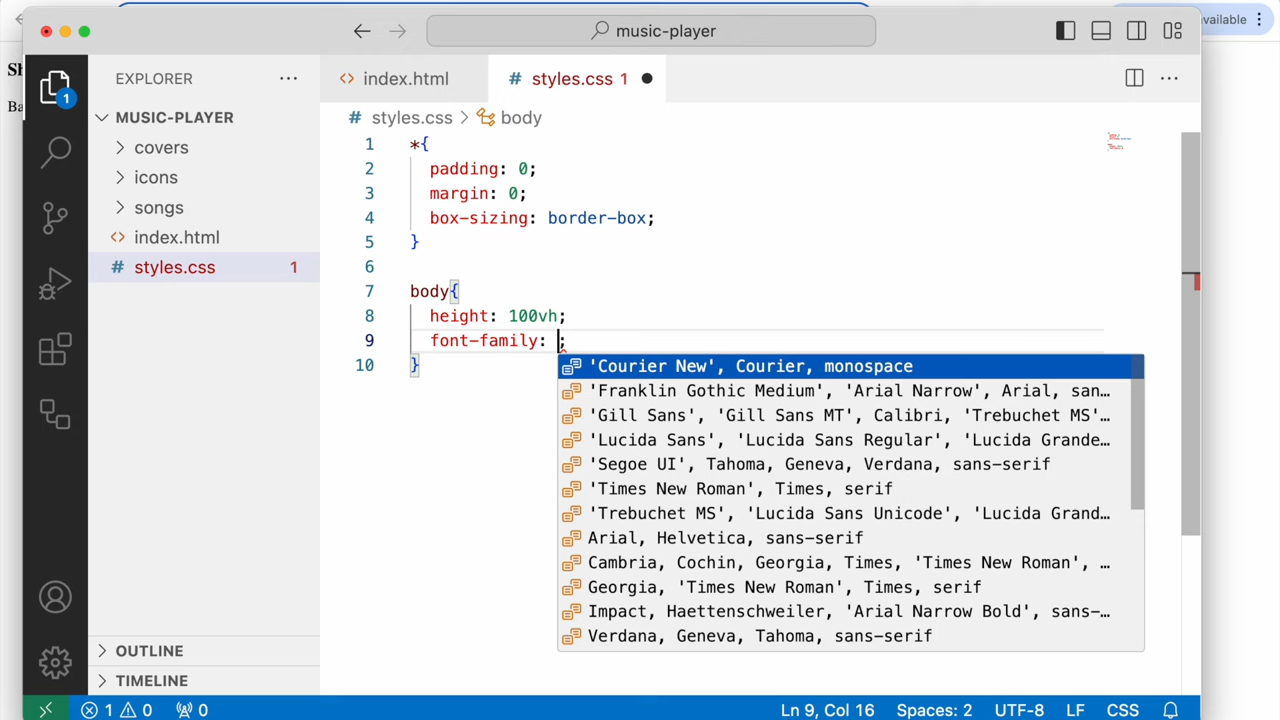 music-player
vailable
Sh
Ba
EXPLORER
MUSIC-PLAYER
covers
icons
songs
index.html
styles.css 1
OUTLINE
TIMELINE
1
index.html
# styles.css 1
# styles.css > body
1 *{
2 padding: 0;
3 margin: 0;
4 box-sizing: border-box;
5 }
6
7 body{
8 height: 100vh;
9 font-family: ;
10 }
'Courier New', Courier, monospace
'Franklin Gothic Medium', 'Arial Narrow', Arial, san…
'Gill Sans', 'Gill Sans MT', Calibri, 'Trebuchet MS'…
'Lucida Sans', 'Lucida Sans Regular', 'Lucida Grande…
'Segoe UI', Tahoma, Geneva, Verdana, sans-serif
'Times New Roman', Times, serif
'Trebuchet MS', 'Lucida Sans Unicode', 'Lucida Grand…
Arial, Helvetica, sans-serif
Cambria, Cochin, Georgia, Times, 'Times New Roman', …
Georgia, 'Times New Roman', Times, serif
Impact, Haettenschweiler, 'Arial Narrow Bold', sans-…
Verdana, Geneva, Tahoma, sans-serif
1 0 0 Ln 9, Col 16 Spaces: 2 UTF-8 LF CSS